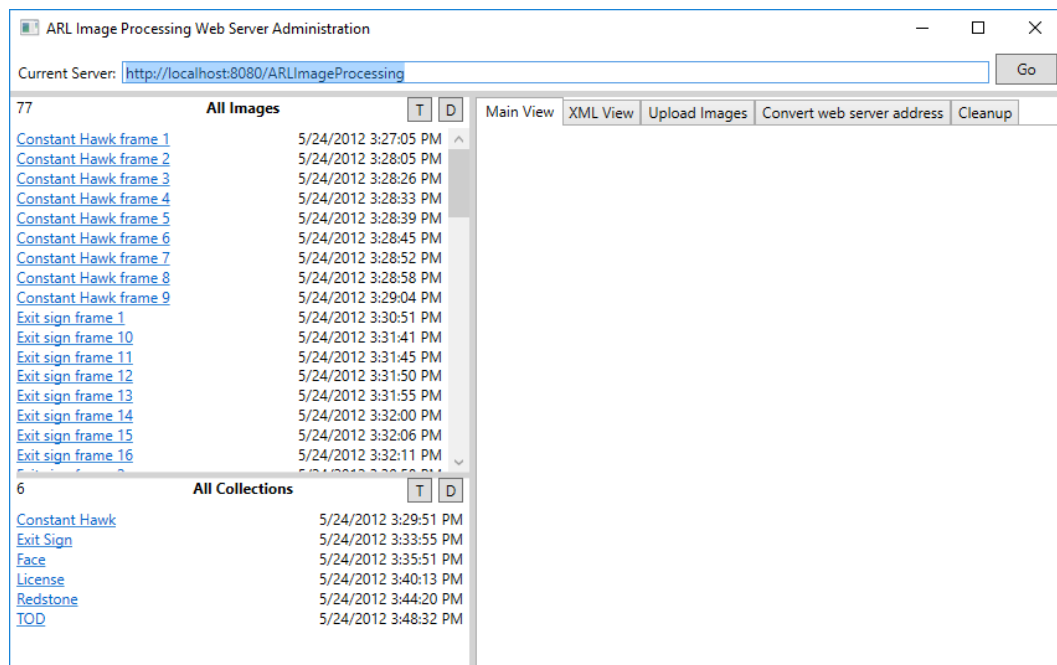 ARL Image Processing Web Server Administration
Current Server: http://localhost:8080/ARLImageProcessing Go
77 All Images T D
Constant Hawk frame 1 5/24/2012 3:27:05 PM
Constant Hawk frame 2 5/24/2012 3:28:05 PM
Constant Hawk frame 3 5/24/2012 3:28:26 PM
Constant Hawk frame 4 5/24/2012 3:28:33 PM
Constant Hawk frame 5 5/24/2012 3:28:39 PM
Constant Hawk frame 6 5/24/2012 3:28:45 PM
Constant Hawk frame 7 5/24/2012 3:28:52 PM
Constant Hawk frame 8 5/24/2012 3:28:58 PM
Constant Hawk frame 9 5/24/2012 3:29:04 PM
Exit sign frame 1 5/24/2012 3:30:51 PM
Exit sign frame 10 5/24/2012 3:31:41 PM
Exit sign frame 11 5/24/2012 3:31:45 PM
Exit sign frame 12 5/24/2012 3:31:50 PM
Exit sign frame 13 5/24/2012 3:31:55 PM
Exit sign frame 14 5/24/2012 3:32:00 PM
Exit sign frame 15 5/24/2012 3:32:06 PM
Exit sign frame 16 5/24/2012 3:32:11 PM
6 All Collections T D
Constant Hawk 5/24/2012 3:29:51 PM
Exit Sign 5/24/2012 3:33:55 PM
Face 5/24/2012 3:35:51 PM
License 5/24/2012 3:40:13 PM
Redstone 5/24/2012 3:44:20 PM
TOD 5/24/2012 3:48:32 PM
Main View XML View Upload Images Convert web server address Cleanup